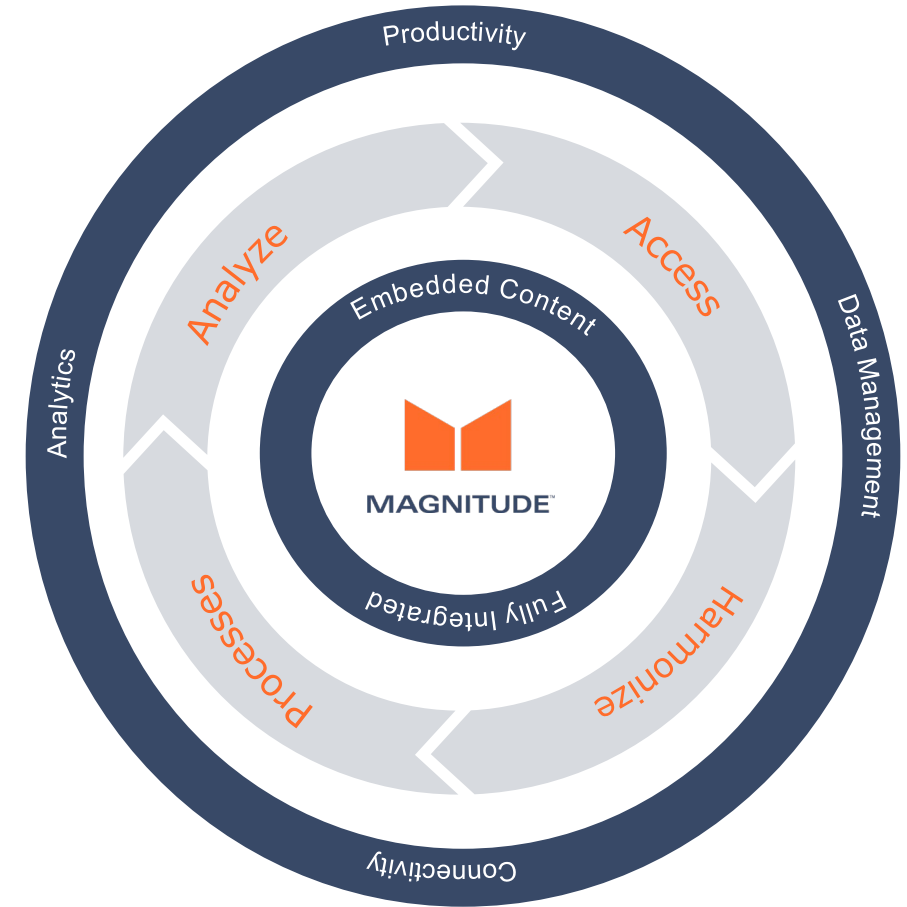 Productivity
Data Management
Connectivity
Analytics
Access
Harmonize
Processes
Analyze
Embedded Content
Fully Integrated
MAGNITUDE™